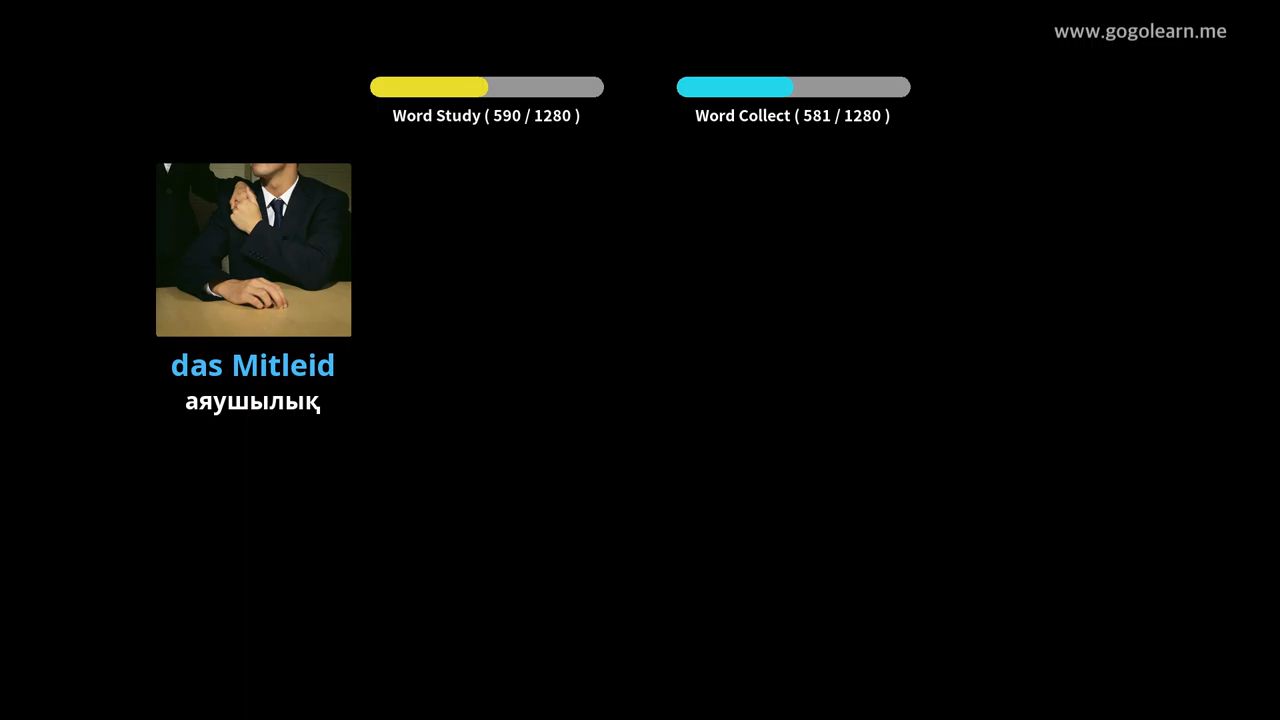 www.gogolearn.me
Word Study ( 590 / 1280 )
Word Collect ( 581 / 1280 )
das Mitleid
аяушылық